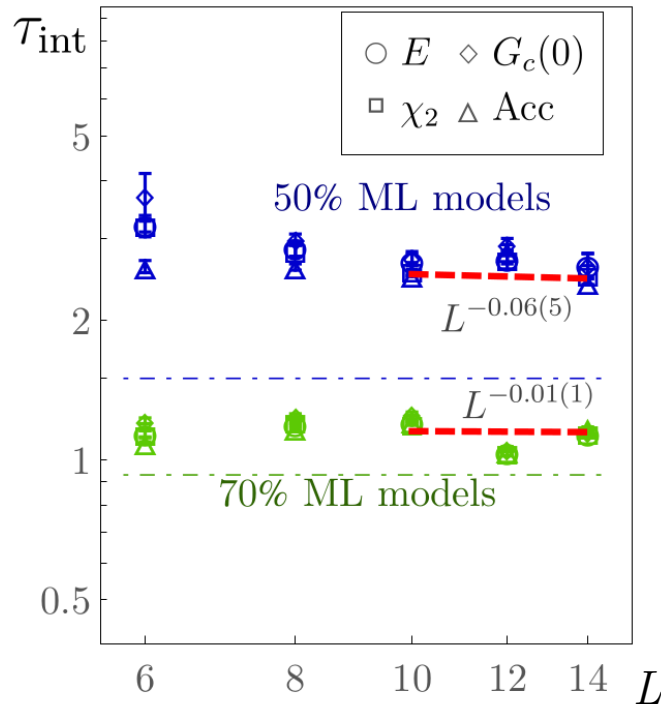 τint
E Gc(0)
χ2 Acc
5
50% ML models
2
L−0.06(5)
L−0.01(1)
1
70% ML models
0.5
6 8 10 12 14 L